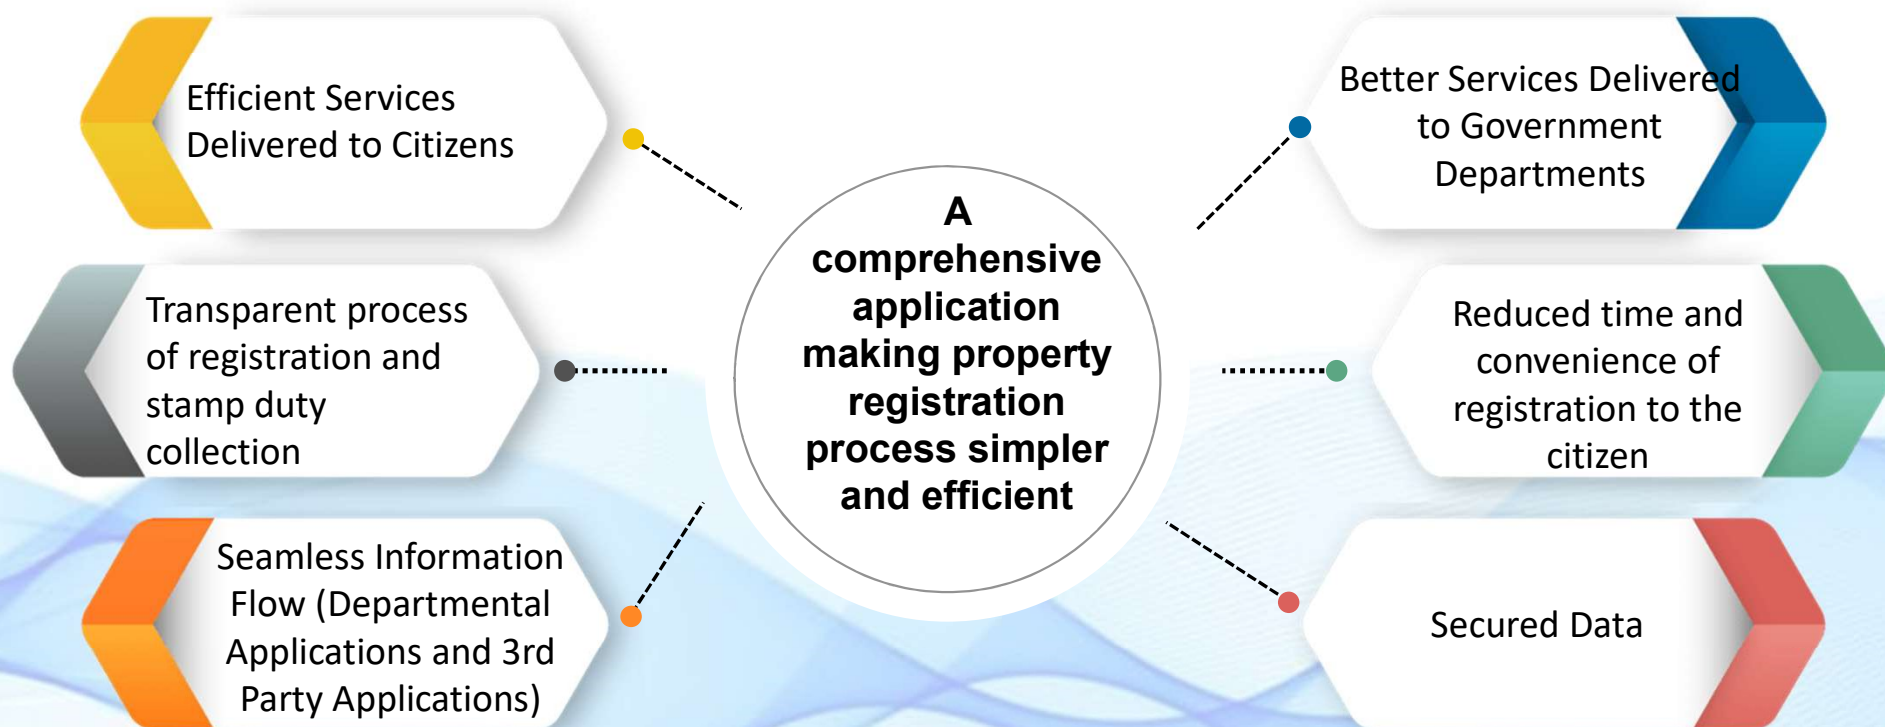 Efficient Services
Delivered to Citizens
Transparent process
of registration and
stamp duty
collection
Seamless Information
Flow (Departmental
Applications and 3rd
Party Applications)
A
comprehensive
application
making property
registration
process simpler
and efficient
Better Services Delivered
to Government
Departments
Reduced time and
convenience of
registration to the
citizen
Secured Data